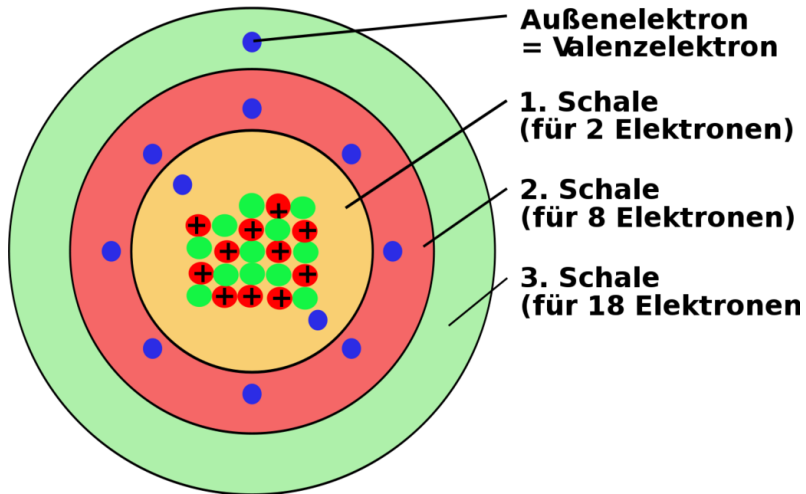 Außenelektron
= Valenzelektron
1. Schale
(für 2 Elektronen)
2. Schale
(für 8 Elektronen)
3. Schale
(für 18 Elektronen
+
+
+
+
+
+
+
+
+
+
+